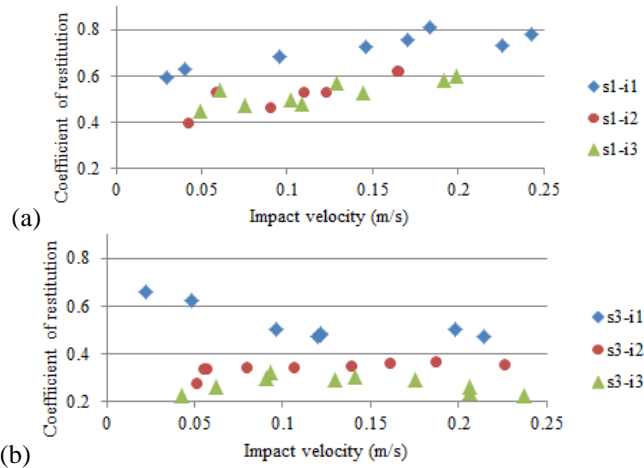 Coefficient of restitution
0.8
0.6
0.4
0.2
0 0.05 0.1 0.15 0.2 0.25
Impact velocity (m/s)
s1-i1
s1-i2
s1-i3
(a)
Coefficient of restitution
0.8
0.6
0.4
0.2
0 0.05 0.1 0.15 0.2 0.25
Impact velocity (m/s)
s3-i1
s3-i2
s3-i3
(b)